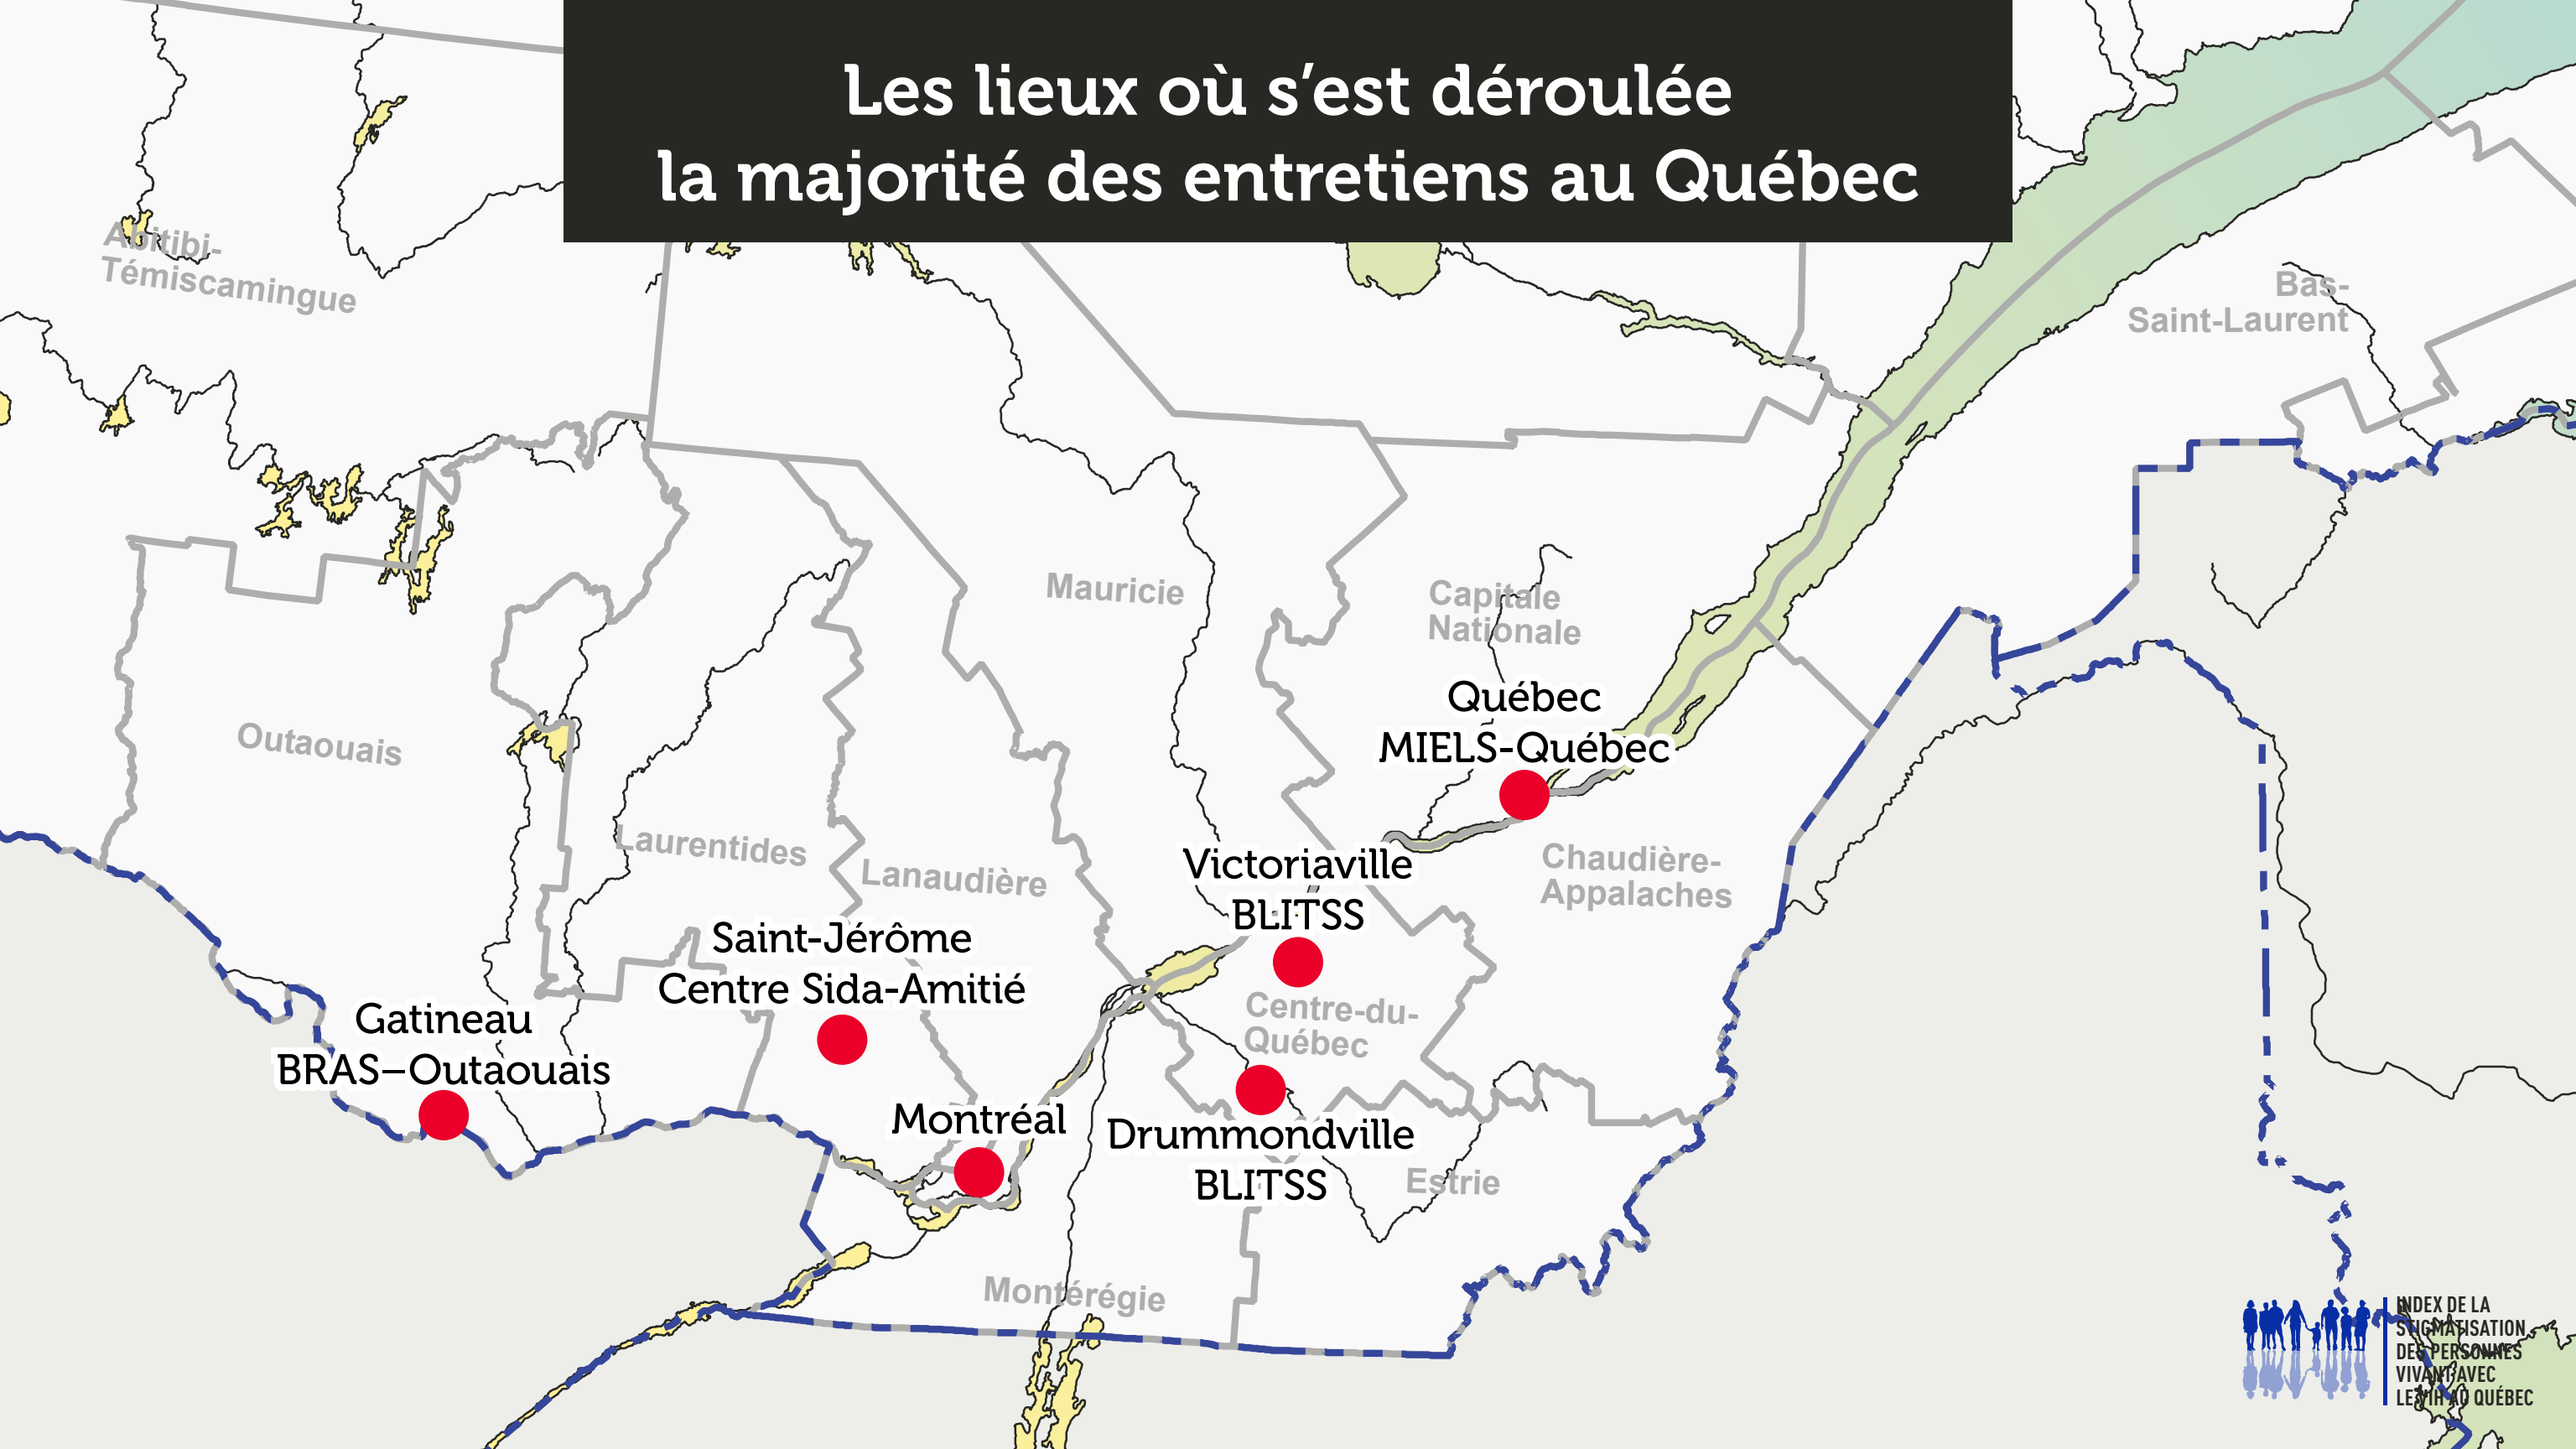 Les lieux où s’est déroulée
la majorité des entretiens au Québec
Abitibi-
Témiscamingue
Bas-
Saint-Laurent
Mauricie
Capitale
Nationale
Québec
MIELS-Québec
Outaouais
Laurentides
Lanaudière
Victoriaville
BLITSS
Chaudière-
Appalaches
Saint-Jérôme
Centre Sida-Amitié
Gatineau
BRAS–Outaouais
Centre-du-
Québec
Montréal
Drummondville
BLITSS
Estrie
Montérégie
INDEX DE LA
STIGMATISATION
DES PERSONNES
VIVANT AVEC
LE VIH AU QUÉBEC